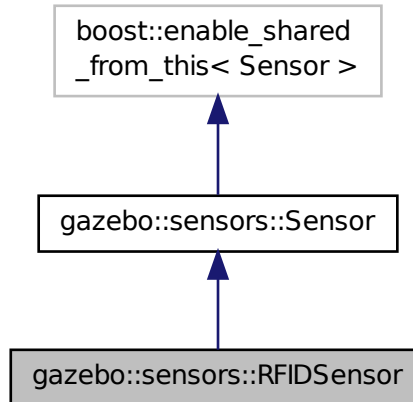 boost::enable_shared
_from_this< Sensor >
gazebo::sensors::Sensor
gazebo::sensors::RFIDSensor